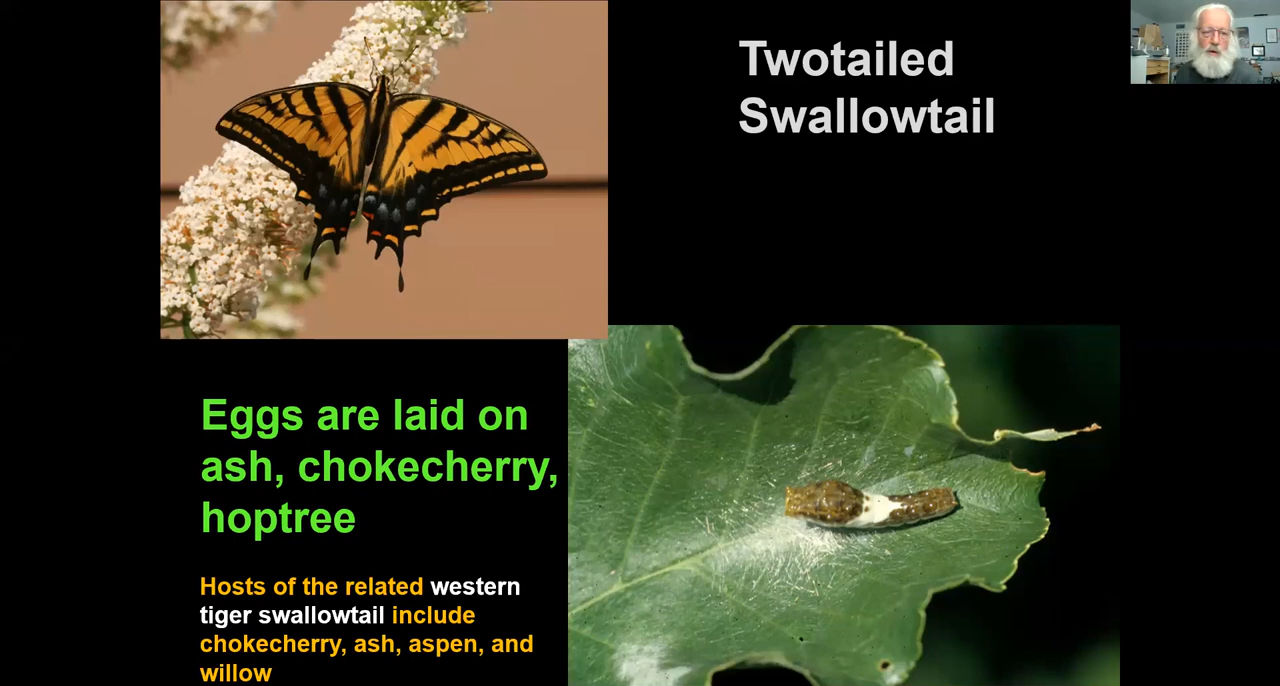 Twotailed
Swallowtail
Eggs are laid on
ash, chokecherry,
hoptree
Hosts of the related western
tiger swallowtail include
chokecherry, ash, aspen, and
willow